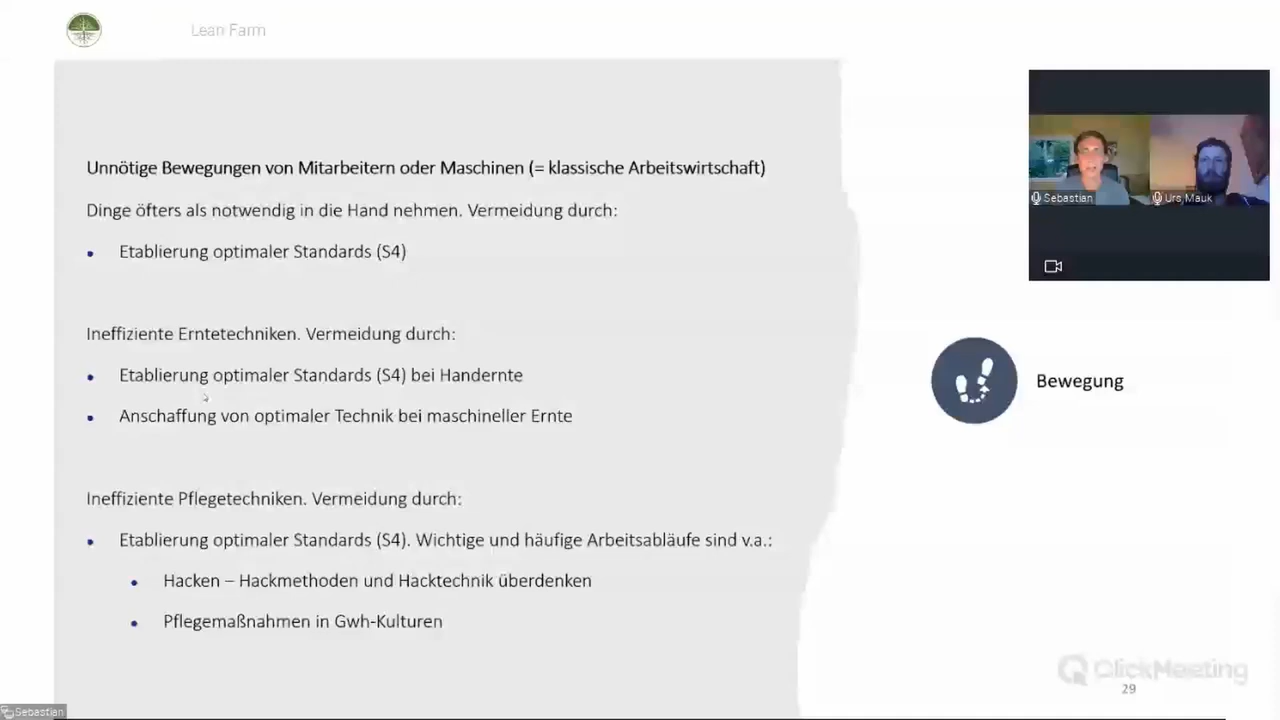 Lean Farm
Unnötige Bewegungen von Mitarbeitern oder Maschinen (= klassische Arbeitswirtschaft)
Dinge öfters als notwendig in die Hand nehmen. Vermeidung durch:
Etablierung optimaler Standards (S4)
Ineffiziente Erntetechniken. Vermeidung durch:
Etablierung optimaler Standards (S4) bei Handernte
Anschaffung von optimaler Technik bei maschineller Ernte
Ineffiziente Pflegetechniken. Vermeidung durch:
Etablierung optimaler Standards (S4). Wichtige und häufige Arbeitsabläufe sind v.a.:
Hacken – Hackmethoden und Hacktechnik überdenken
Pflegemaßnahmen in Gwh-Kulturen
Sebastian
Urs, Mauk
Bewegung
ClickMeeting
29
Sebastian